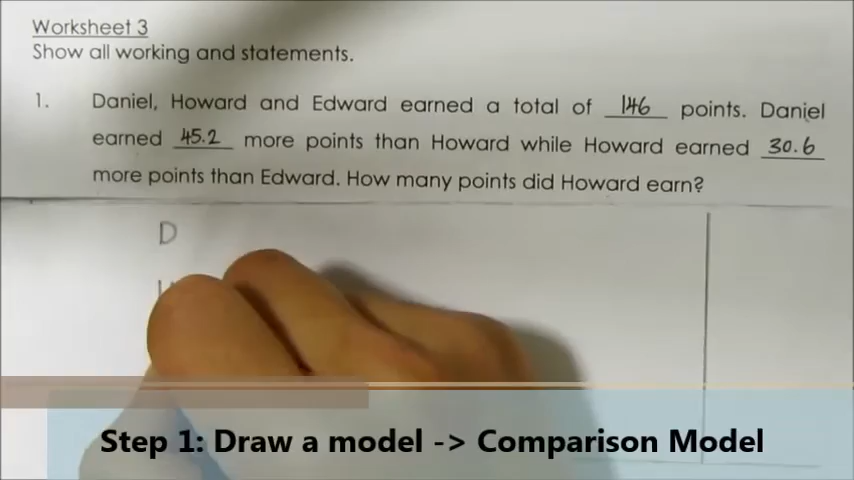 Worksheet 3
Show all working and statements.
1. Daniel, Howard and Edward earned a total of 146 points. Daniel
earned 45.2 more points than Howard while Howard earned 30.6
more points than Edward. How many points did Howard earn?
D
Step 1: Draw a model -> Comparison Model